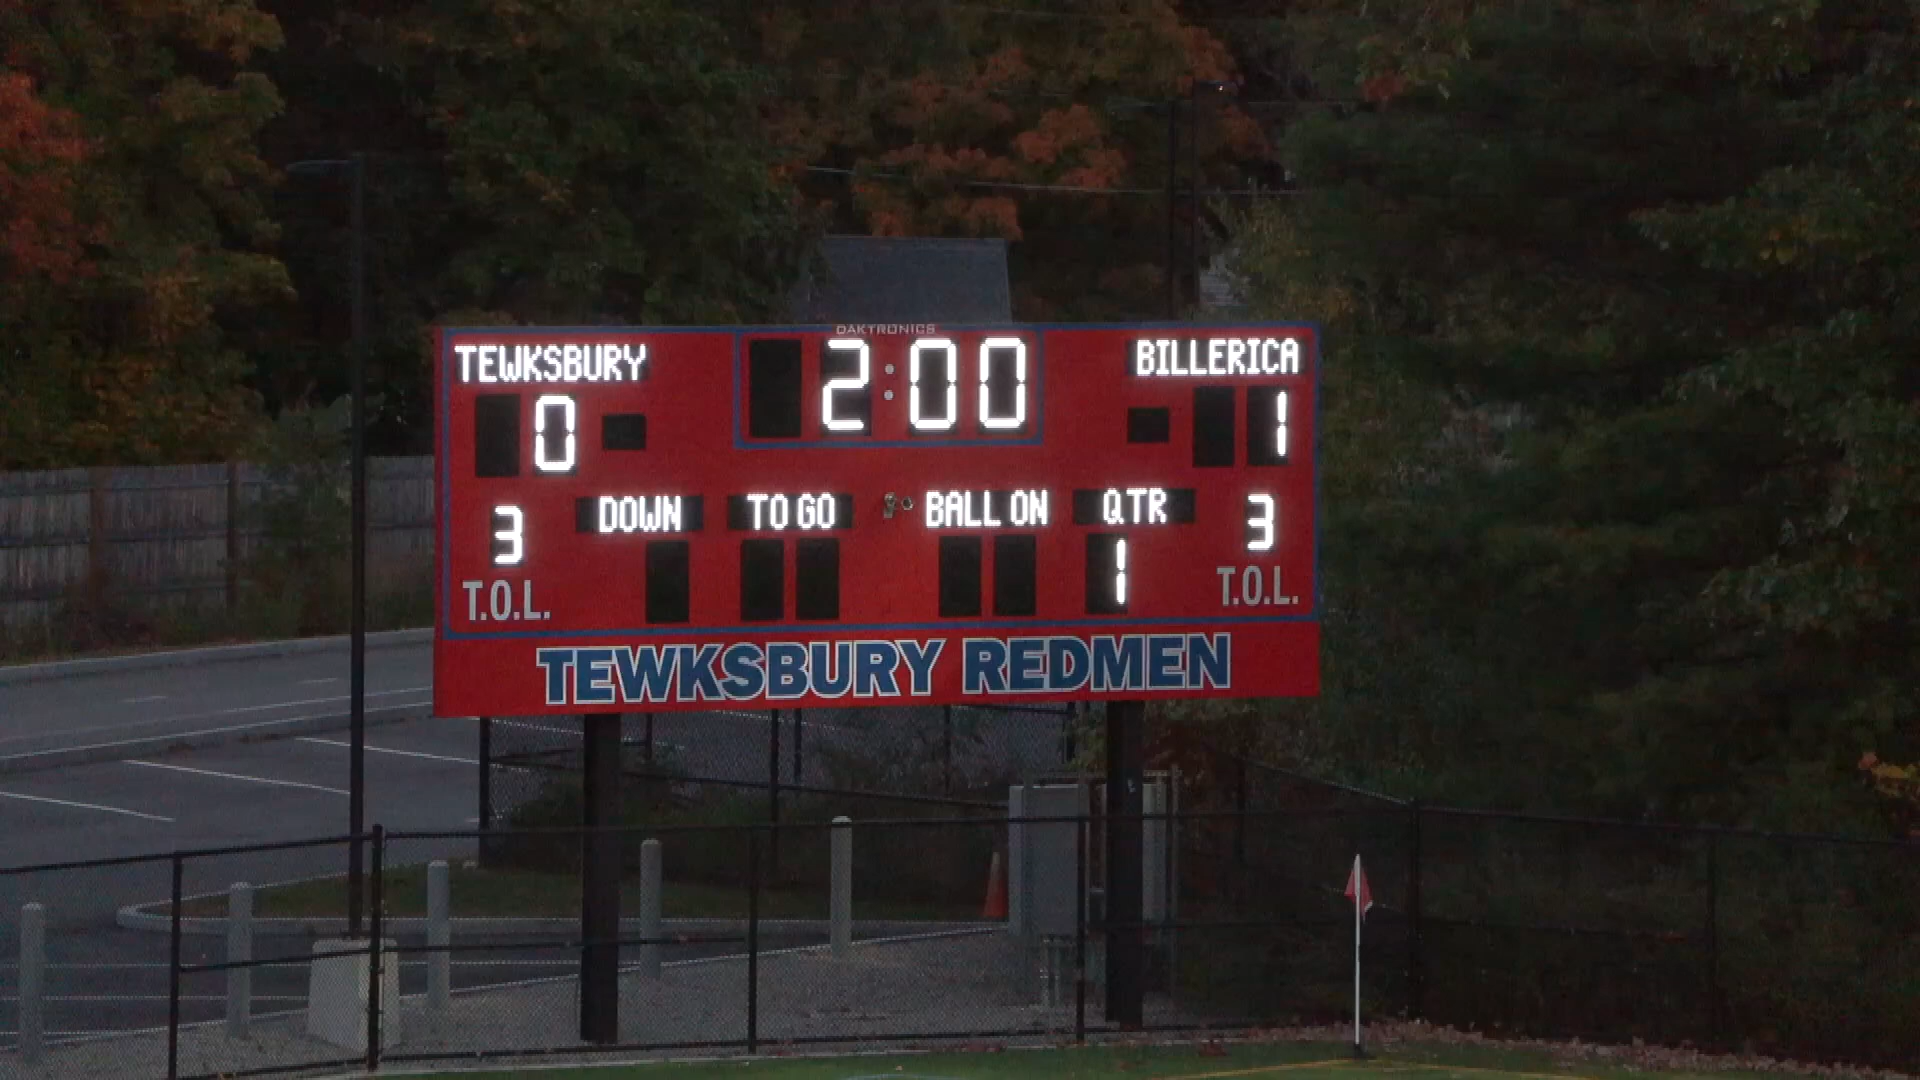 DAKTRONICS
TEWKSBURY 2:00 BILLERICA
0 1
3 DOWN TO GO BALL ON QTR 3
T.O.L. 1 T.O.L.
TEWKSBURY REDMEN